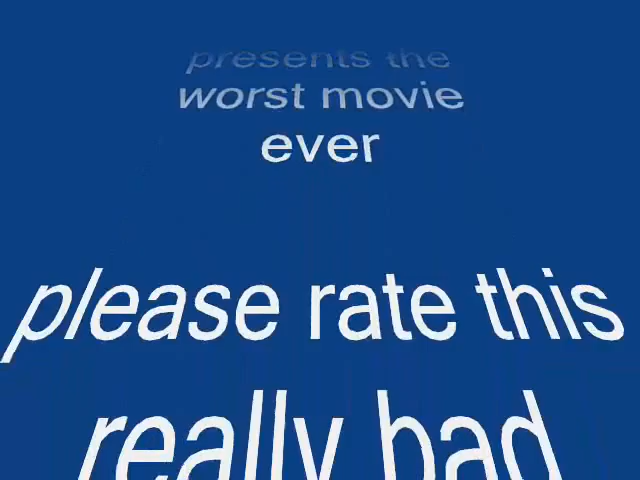 presents the
worst movie
ever
please rate this
really bad